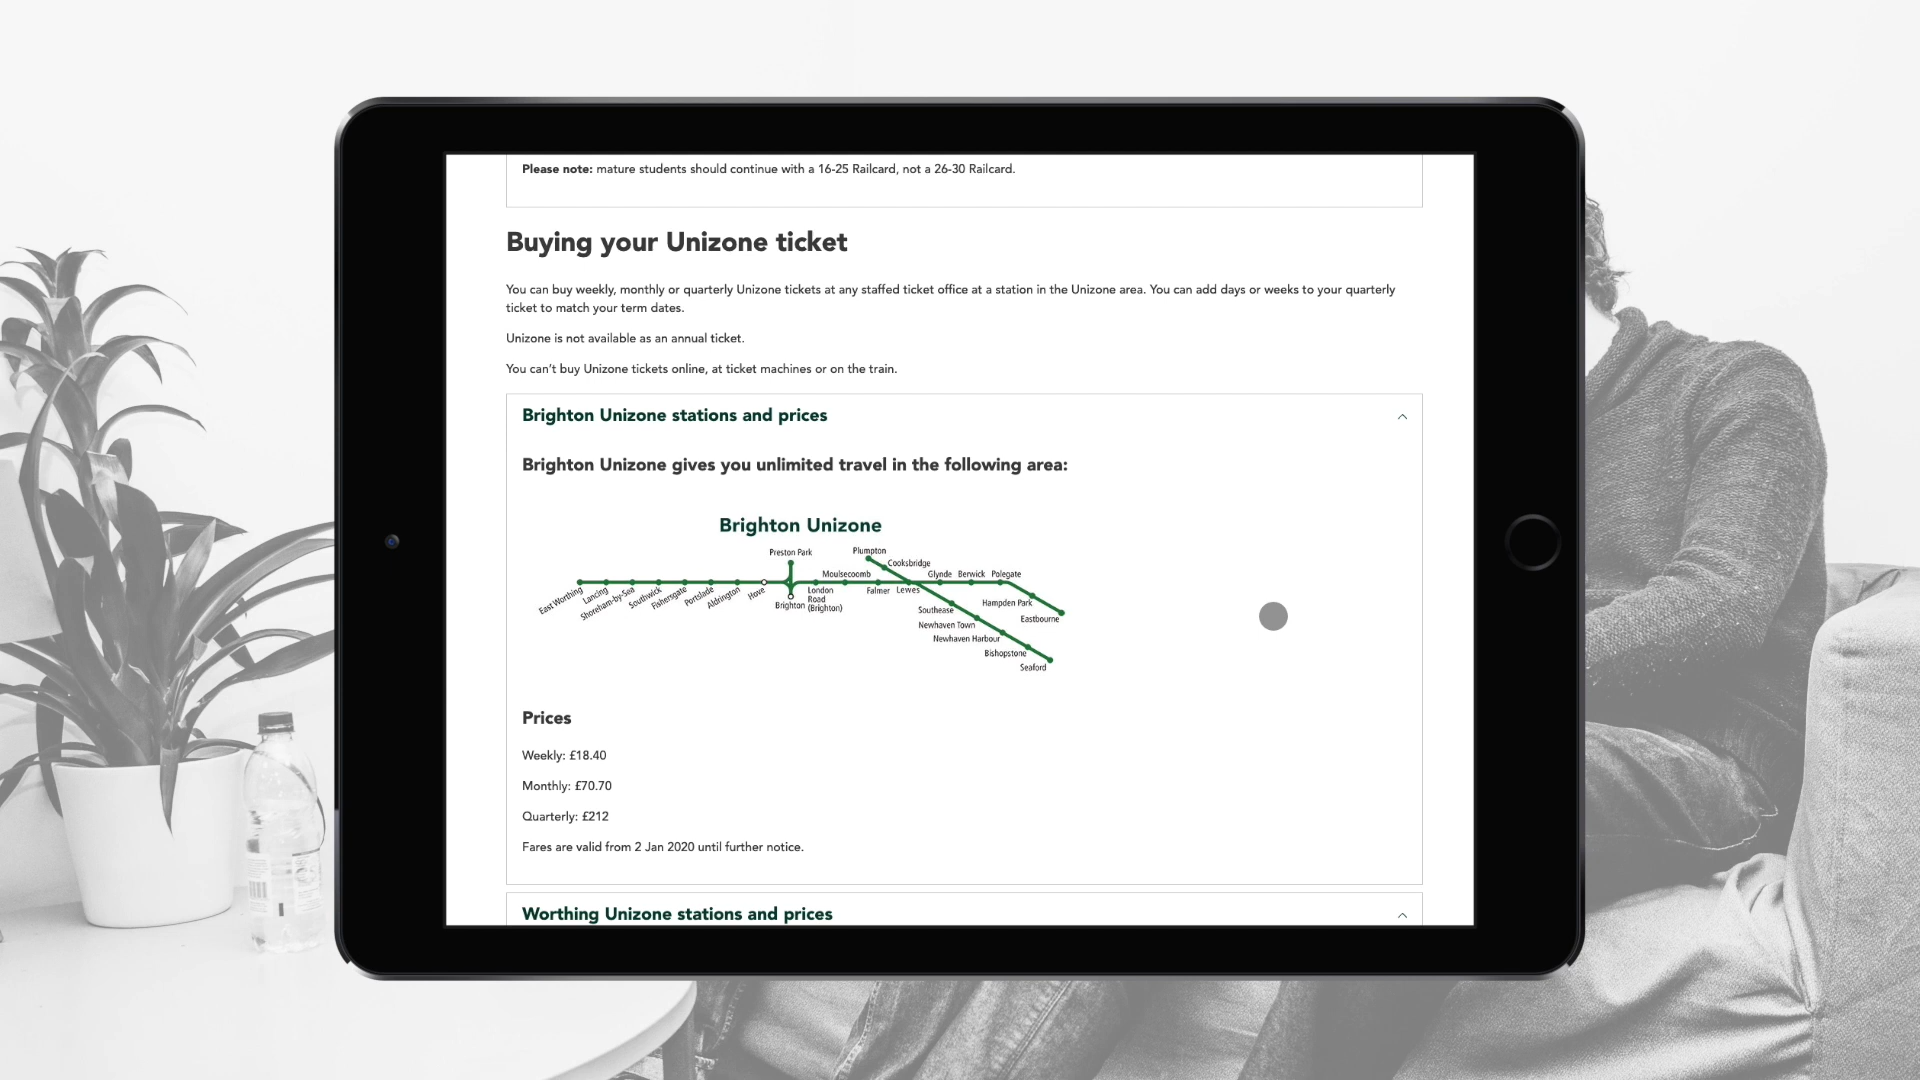 Please note: mature students should continue with a 16-25 Railcard, not a 26-30 Railcard.
Buying your Unizone ticket
You can buy weekly, monthly or quarterly Unizone tickets at any staffed ticket office at a station in the Unizone area. You can add days or weeks to your quarterly
ticket to match your term dates.
Unizone is not available as an annual ticket.
You can't buy Unizone tickets online, at ticket machines or on the train.
Brighton Unizone stations and prices
Brighton Unizone gives you unlimited travel in the following area:
Brighton Unizone
Preston Park
Plumpton
Cooksbridge
Moulsecoomb
Glynde
Berwick
Polegate
East Worthing
Lancing
Shoreham-by-Sea
Southwick
Fishersgate
Portslade
Aldrington
Hove
Brighton
London
Road
(Brighton)
Falmer
Lewes
Southease
Hampden Park
Newhaven Town
Eastbourne
Newhaven Harbour
Bishopstone
Seaford
Prices
Weekly: £18.40
Monthly: £70.70
Quarterly: £212
Fares are valid from 2 Jan 2020 until further notice.
Worthing Unizone stations and prices